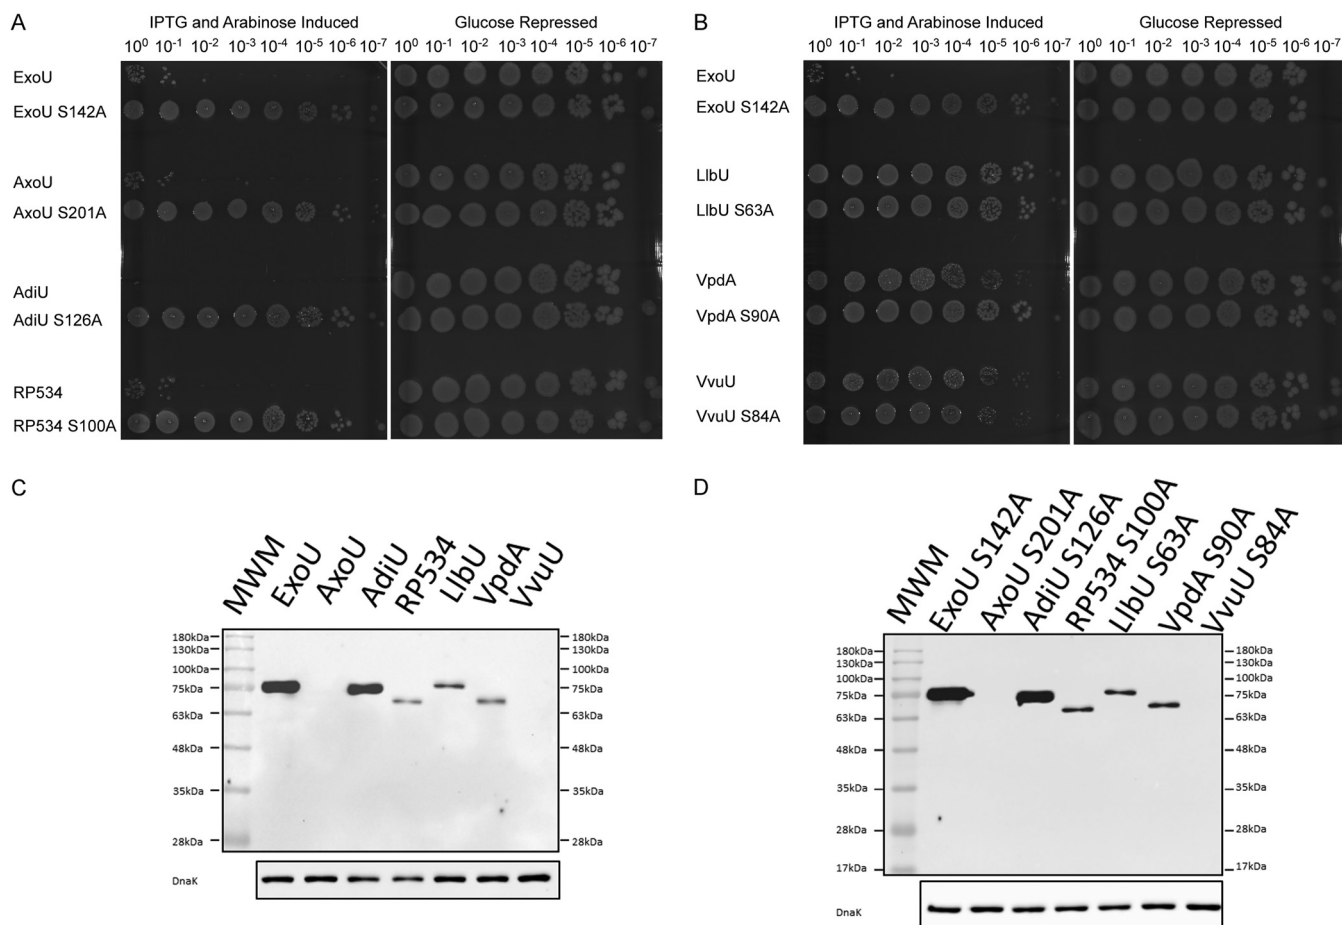 A
IPTG and Arabinose Induced
Glucose Repressed
10⁰ 10⁻¹ 10⁻² 10⁻³ 10⁻⁴ 10⁻⁵ 10⁻⁶ 10⁻⁷
10⁰ 10⁻¹ 10⁻² 10⁻³ 10⁻⁴ 10⁻⁵ 10⁻⁶ 10⁻⁷
ExoU
ExoU S142A
AxoU
AxoU S201A
AdiU
AdiU S126A
RP534
RP534 S100A
B
IPTG and Arabinose Induced
Glucose Repressed
10⁰ 10⁻¹ 10⁻² 10⁻³ 10⁻⁴ 10⁻⁵ 10⁻⁶ 10⁻⁷
10⁰ 10⁻¹ 10⁻² 10⁻³ 10⁻⁴ 10⁻⁵ 10⁻⁶ 10⁻⁷
ExoU
ExoU S142A
LlbU
LlbU S63A
VpdA
VpdA S90A
VvuU
VvuU S84A
C
MWM
ExoU
AxoU
AdiU
RP534
LlbU
VpdA
VvuU
180kDa
130kDa
100kDa
75kDa
63kDa
48kDa
35kDa
28kDa
180kDa
130kDa
100kDa
75kDa
63kDa
48kDa
35kDa
28kDa
DnaK
D
MWM
ExoU S142A
AxoU S201A
AdiU S126A
RP534 S100A
LlbU S63A
VpdA S90A
VvuU S84A
180kDa
130kDa
100kDa
75kDa
63kDa
48kDa
35kDa
28kDa
17kDa
180kDa
130kDa
100kDa
75kDa
63kDa
48kDa
35kDa
28kDa
17kDa
DnaK